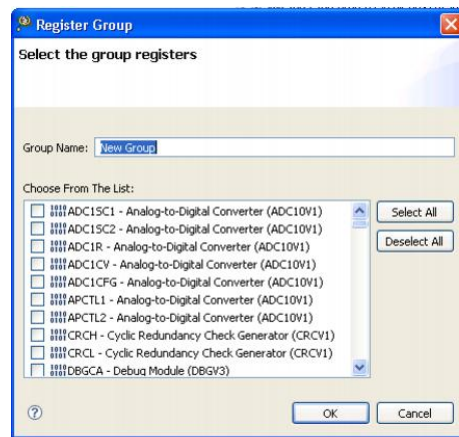 Register Group
Select the group registers
Group Name: New Group
Choose From The List:
ADC1SC1 - Analog-to-Digital Converter (ADC10V1)
ADC1SC2 - Analog-to-Digital Converter (ADC10V1)
ADC1R - Analog-to-Digital Converter (ADC10V1)
ADC1CV - Analog-to-Digital Converter (ADC10V1)
ADC1CFG - Analog-to-Digital Converter (ADC10V1)
APCTL1 - Analog-to-Digital Converter (ADC10V1)
APCTL2 - Analog-to-Digital Converter (ADC10V1)
CRCH - Cyclic Redundancy Check Generator (CRCV1)
CRCL - Cyclic Redundancy Check Generator (CRCV1)
DBGCA - Debug Module (DBGV3)
Select All
Deselect All
?
OK
Cancel